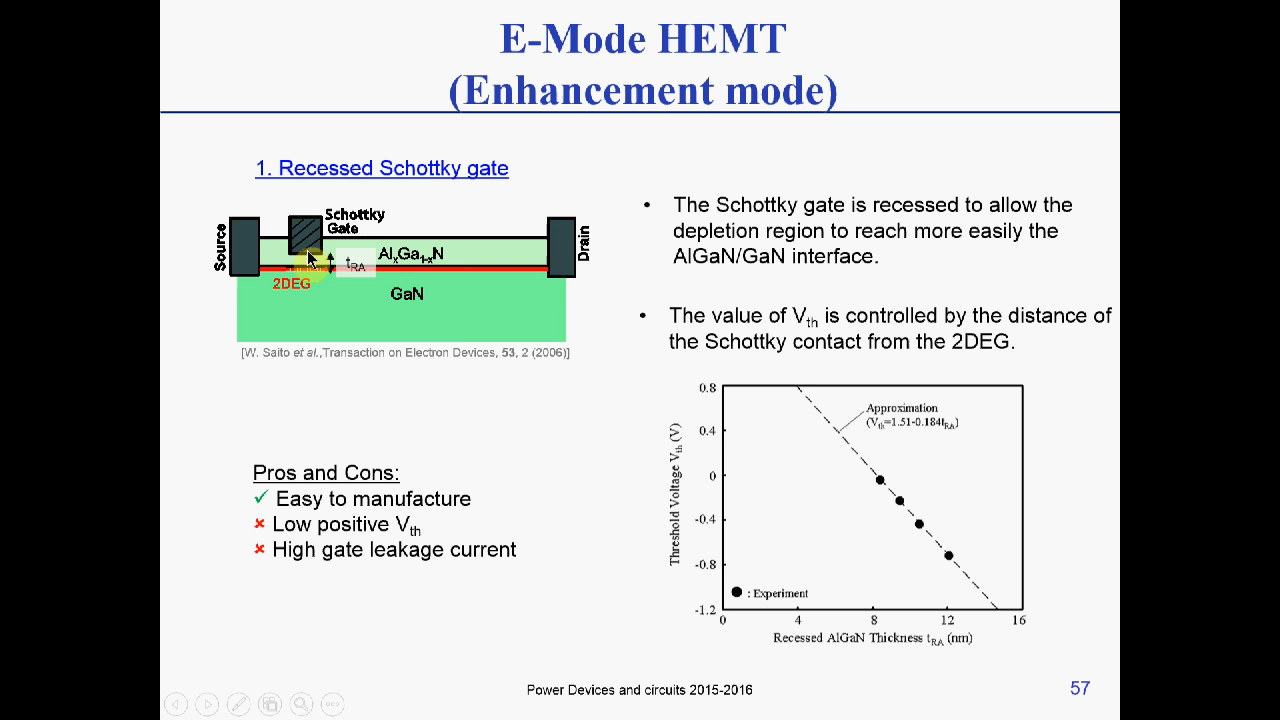 E-Mode HEMT
(Enhancement mode)
1. Recessed Schottky gate
Source
Schottky
Gate
AlxGa1-xN
tRA
Drain
2DEG
GaN
[W. Saito et al.,Transaction on Electron Devices, 53, 2 (2006)]
• The Schottky gate is recessed to allow the
depletion region to reach more easily the
AlGaN/GaN interface.
• The value of Vth is controlled by the distance of
the Schottky contact from the 2DEG.
Pros and Cons:
✓ Easy to manufacture
✗ Low positive Vth
✗ High gate leakage current
Threshold Voltage Vth (V)
0.8
0.4
0
-0.4
-0.8
-1.2
Approximation
(Vth=1.51-0.184tRA)
: Experiment
0 4 8 12 16
Recessed AlGaN Thickness tRA (nm)
Power Devices and circuits 2015-2016
57